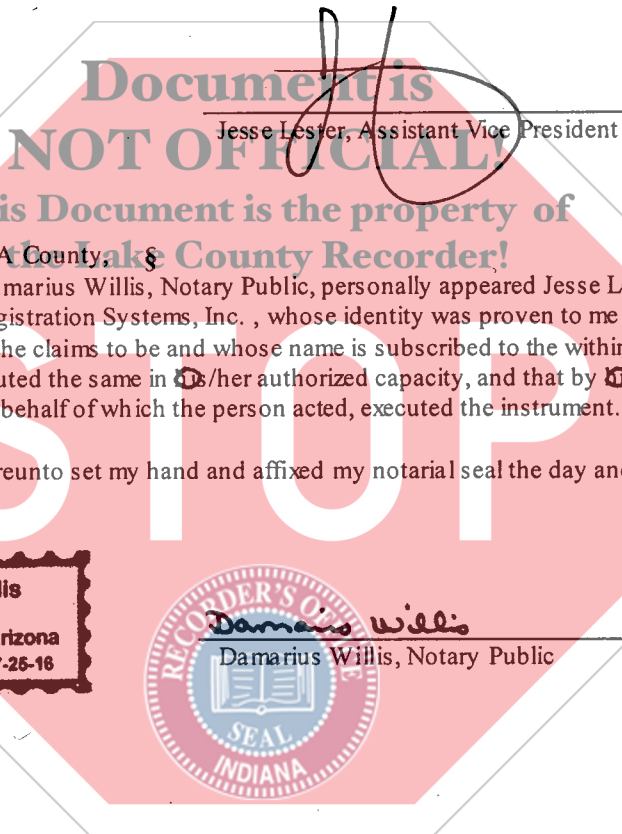 Document is
Jesse Lester, Assistant Vice President
NOT OFFICIAL!
is Document is the property of
A County, §
the Lake County Recorder!
marius Willis, Notary Public, personally appeared Jesse L
gistration Systems, Inc. , whose identity was proven to me
he claims to be and whose name is subscribed to the within
uted the same in his/her authorized capacity, and that by
behalf of which the person acted, executed the instrument.
STOP
reunto set my hand and affixed my notarial seal the day and
lis
rizona
-25-16
Damarius Willis
Damarius Willis, Notary Public
RECORDER'S OFFICE
SEAL
INDIANA